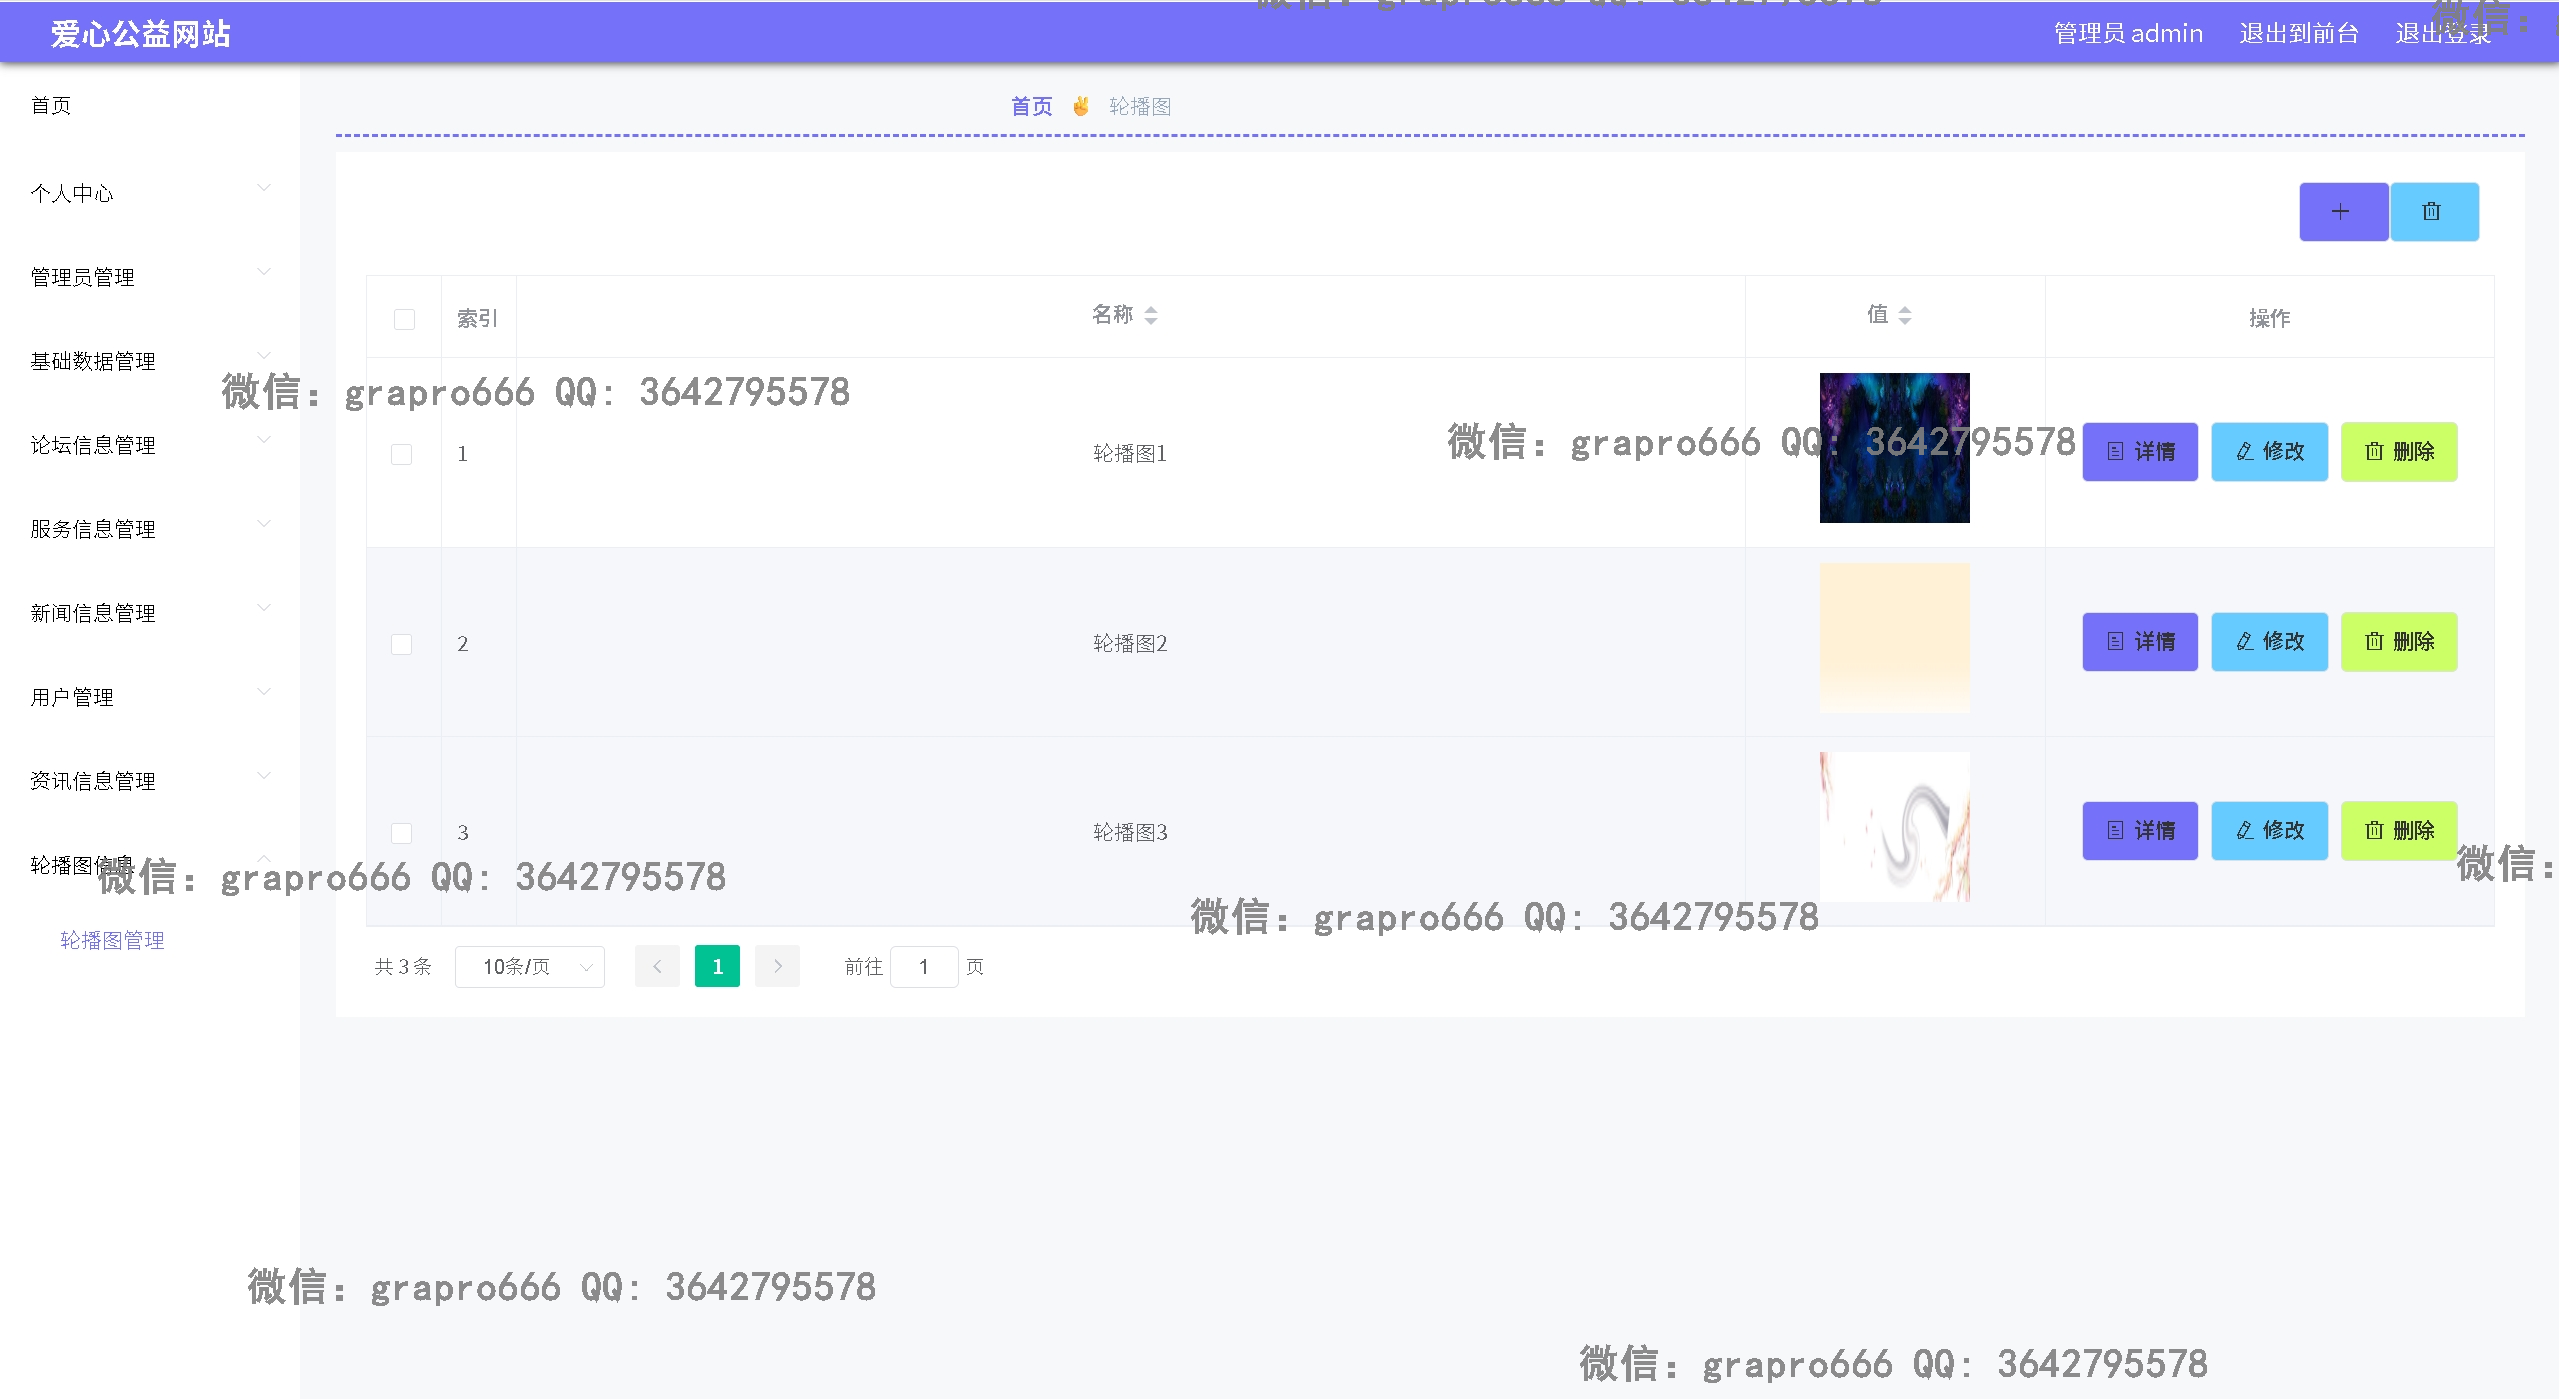 爱心公益网站
管理员 admin 退出到前台 退出登录
首页
个人中心
管理员管理
基础数据管理
论坛信息管理
服务信息管理
新闻信息管理
用户管理
资讯信息管理
轮播图信息
轮播图管理
首页 轮播图
索引 名称 值 操作
1 轮播图1 详情 修改 删除
2 轮播图2 详情 修改 删除
3 轮播图3 详情 修改 删除
共 3 条 10条/页 1 前往 1 页
微信: grapro666 QQ: 3642795578
微信: grapro666 QQ: 3642795578
微信: grapro666 QQ: 3642795578
微信: grapro666 QQ: 3642795578
微信:
微信: grapro666 QQ: 3642795578
微信: grapro666 QQ: 3642795578